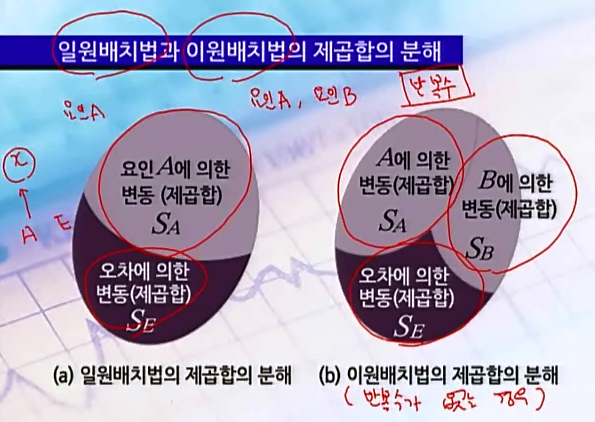 일원배치법과 이원배치법의 제곱합의 분해
요인A
요인A, 요인B
반복수
x
A E
요인A에 의한
변동 (제곱합)
S_A
오차에 의한
변동(제곱합)
S_E
A에 의한
변동(제곱합)
S_A
B에 의한
변동(제곱합)
S_B
오차에 의한
변동(제곱합)
S_E
(a) 일원배치법의 제곱합의 분해
(b) 이원배치법의 제곱합의 분해
(반복수가 없는 경우)